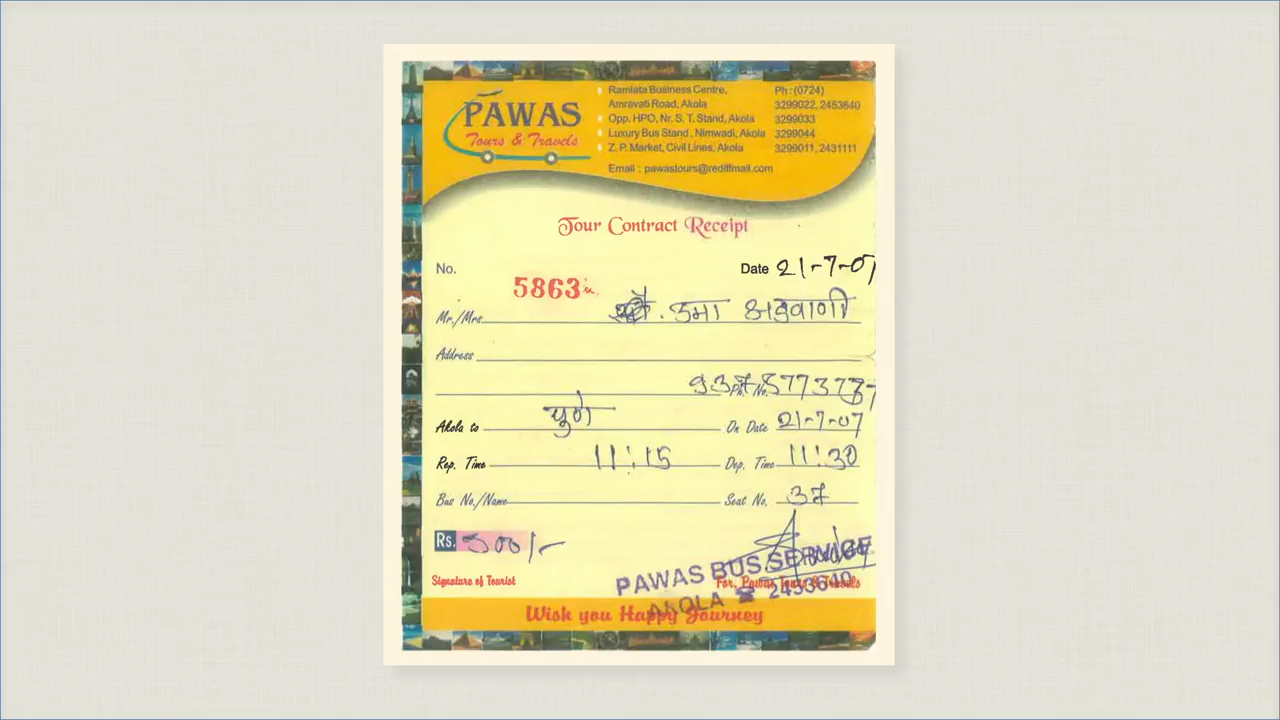 PAWAS
Tours & Travels
Ramlata Business Centre,
Amravati Road, Akola
Opp. HPO, Nr. S. T. Stand, Akola
Luxury Bus Stand, Nimwadi, Akola
Z. P. Market, Civil Lines, Akola
Ph : (0724)
3299022, 2453640
3299033
3299044
3299011, 2431111
Email : pawastours@rediffmail.com
Tour Contract Receipt
No. 5863
Date 21-7-07
Mr./Mrs. उमा अडवाणी
Address
Ph. No.
Akola to पुणे On Date 21-7-07
Rep. Time 11:15 Dep. Time 11:30
Bus No./Name Seat No.
Rs. 300/-
PAWAS BUS SERVICE
Signature of Tourist For, Pawas Tours & Travels
AKOLA ☎ 2453640
Wish you Happy Journey